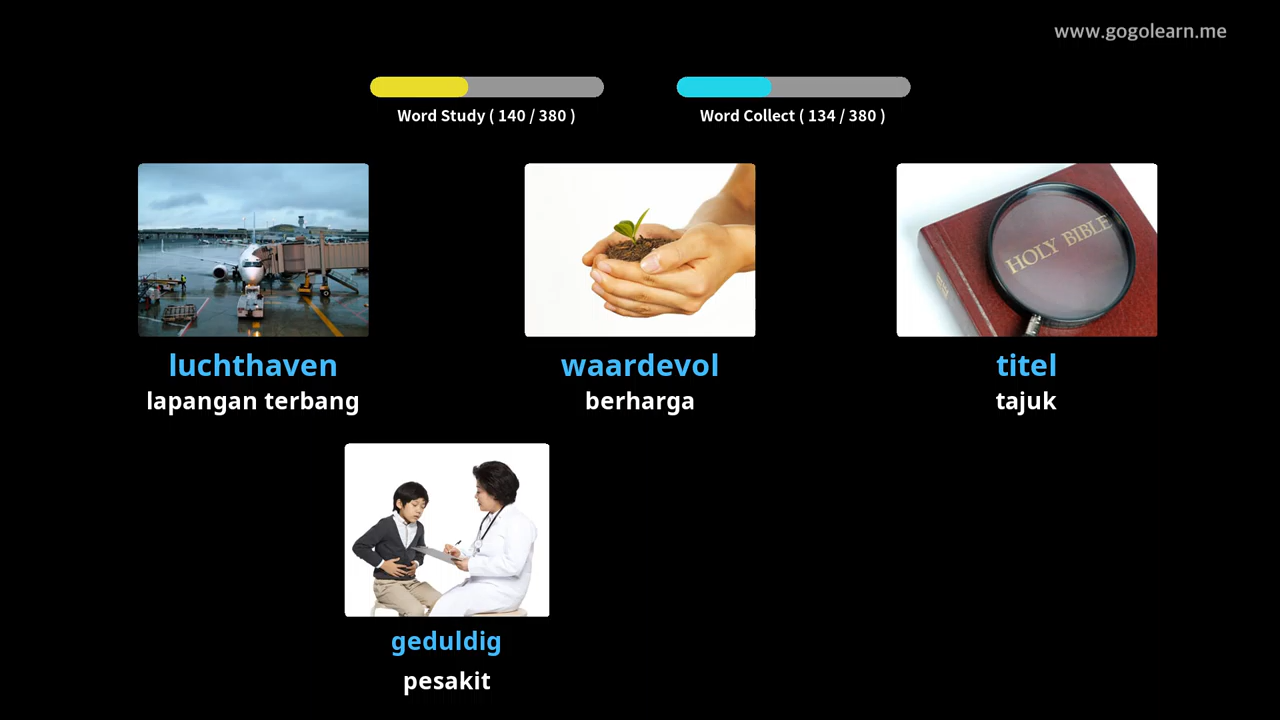 www.gogolearn.me
Word Study ( 140 / 380 )
Word Collect ( 134 / 380 )
HOLY BIBLE
luchthaven
waardevol
titel
lapangan terbang
berharga
tajuk
geduldig
pesakit